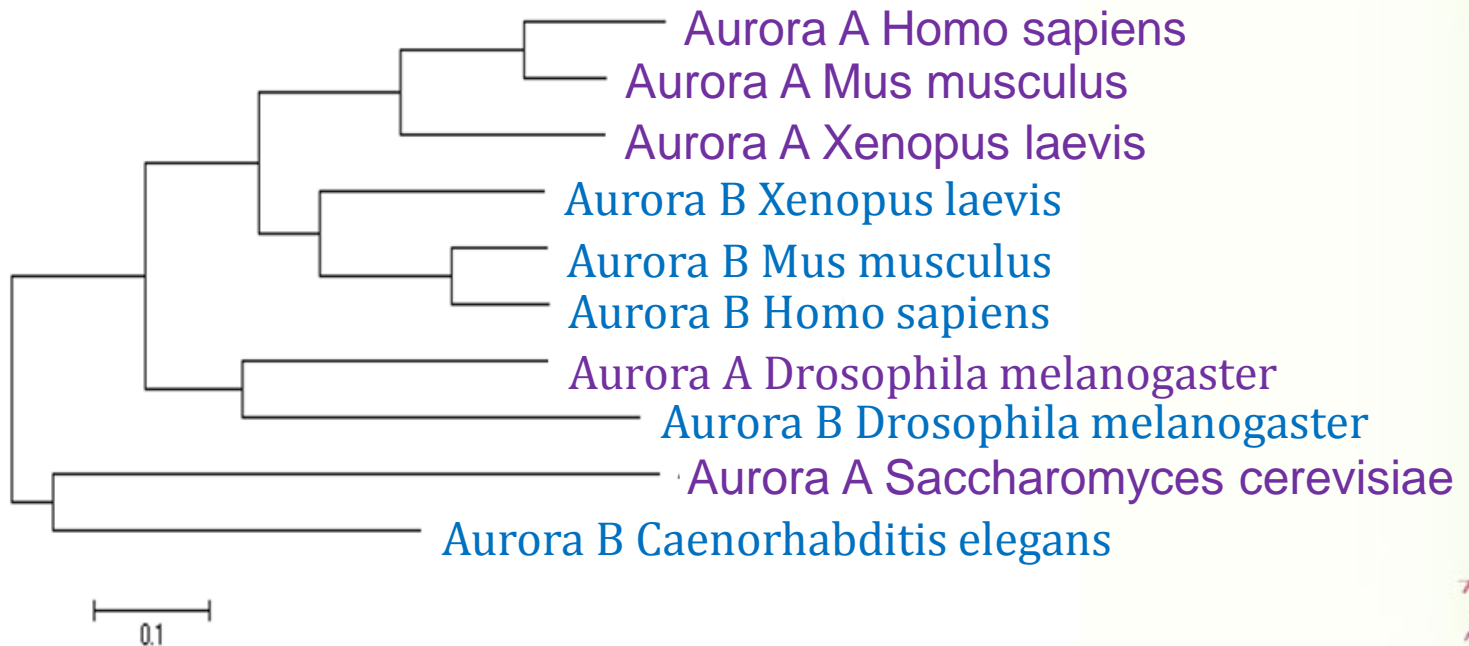 Aurora A Homo sapiens
Aurora A Mus musculus
Aurora A Xenopus laevis
Aurora B Xenopus laevis
Aurora B Mus musculus
Aurora B Homo sapiens
Aurora A Drosophila melanogaster
Aurora B Drosophila melanogaster
Aurora A Saccharomyces cerevisiae
Aurora B Caenorhabditis elegans
0.1